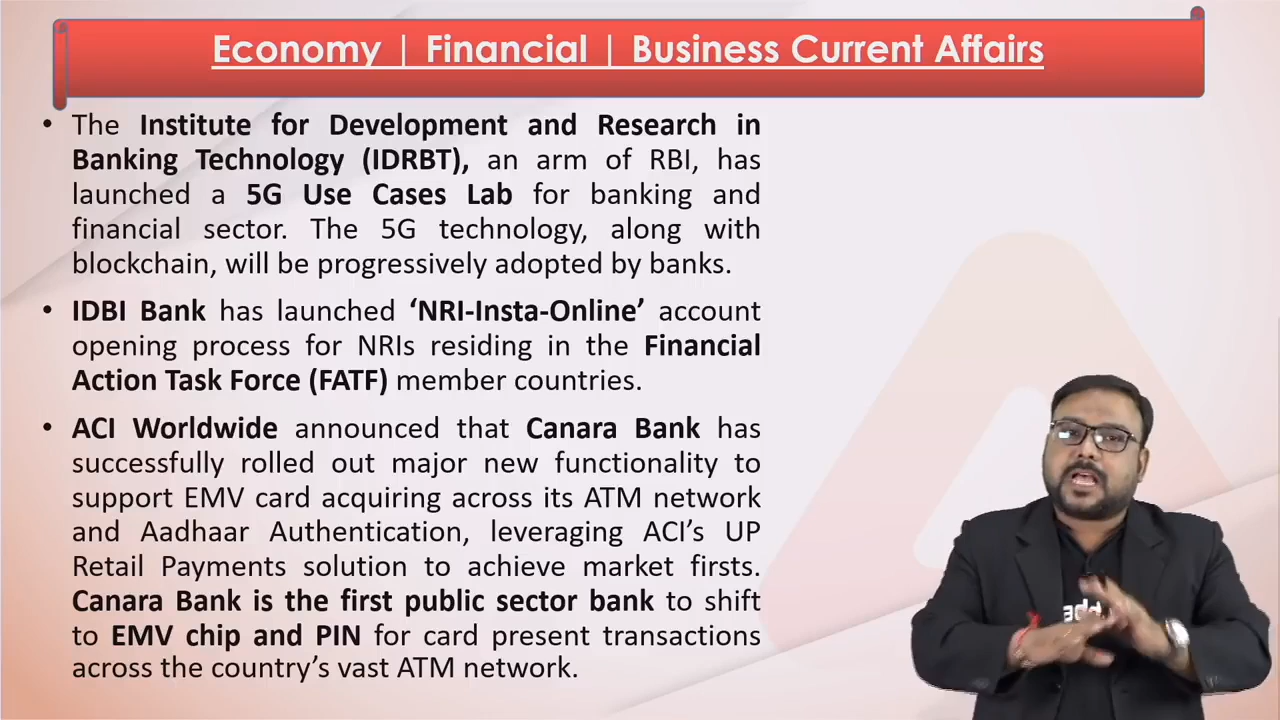 Economy | Financial | Business Current Affairs
• The Institute for Development and Research in
Banking Technology (IDRBT), an arm of RBI, has
launched a 5G Use Cases Lab for banking and
financial sector. The 5G technology, along with
blockchain, will be progressively adopted by banks.
• IDBI Bank has launched ‘NRI-Insta-Online’ account
opening process for NRIs residing in the Financial
Action Task Force (FATF) member countries.
• ACI Worldwide announced that Canara Bank has
successfully rolled out major new functionality to
support EMV card acquiring across its ATM network
and Aadhaar Authentication, leveraging ACI’s UP
Retail Payments solution to achieve market firsts.
Canara Bank is the first public sector bank to shift
to EMV chip and PIN for card present transactions
across the country’s vast ATM network.